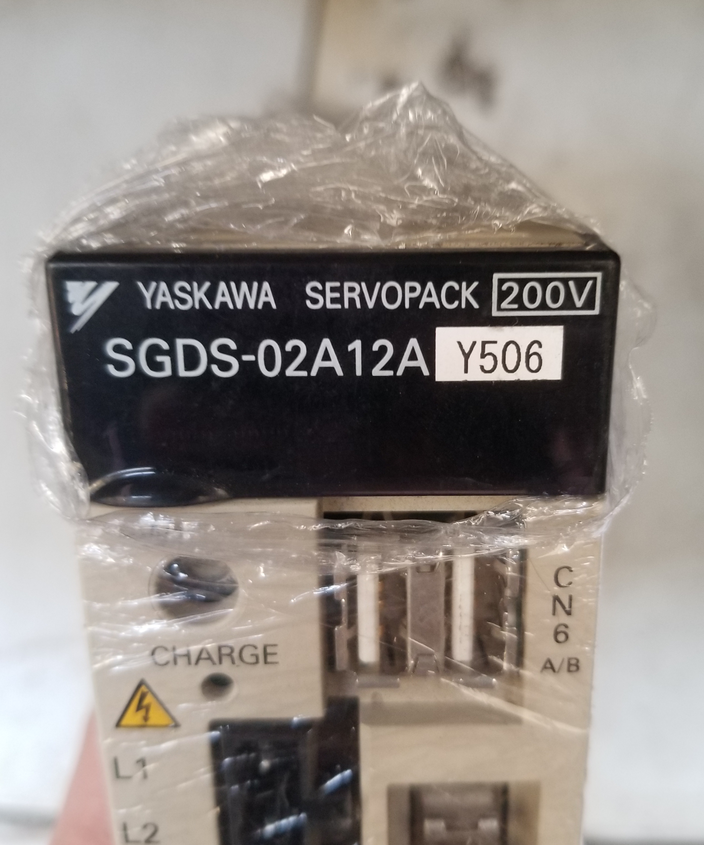 YASKAWA SERVOPACK 200V
SGDS-02A12A Y506
CN6
A/B
CHARGE
L1
L2